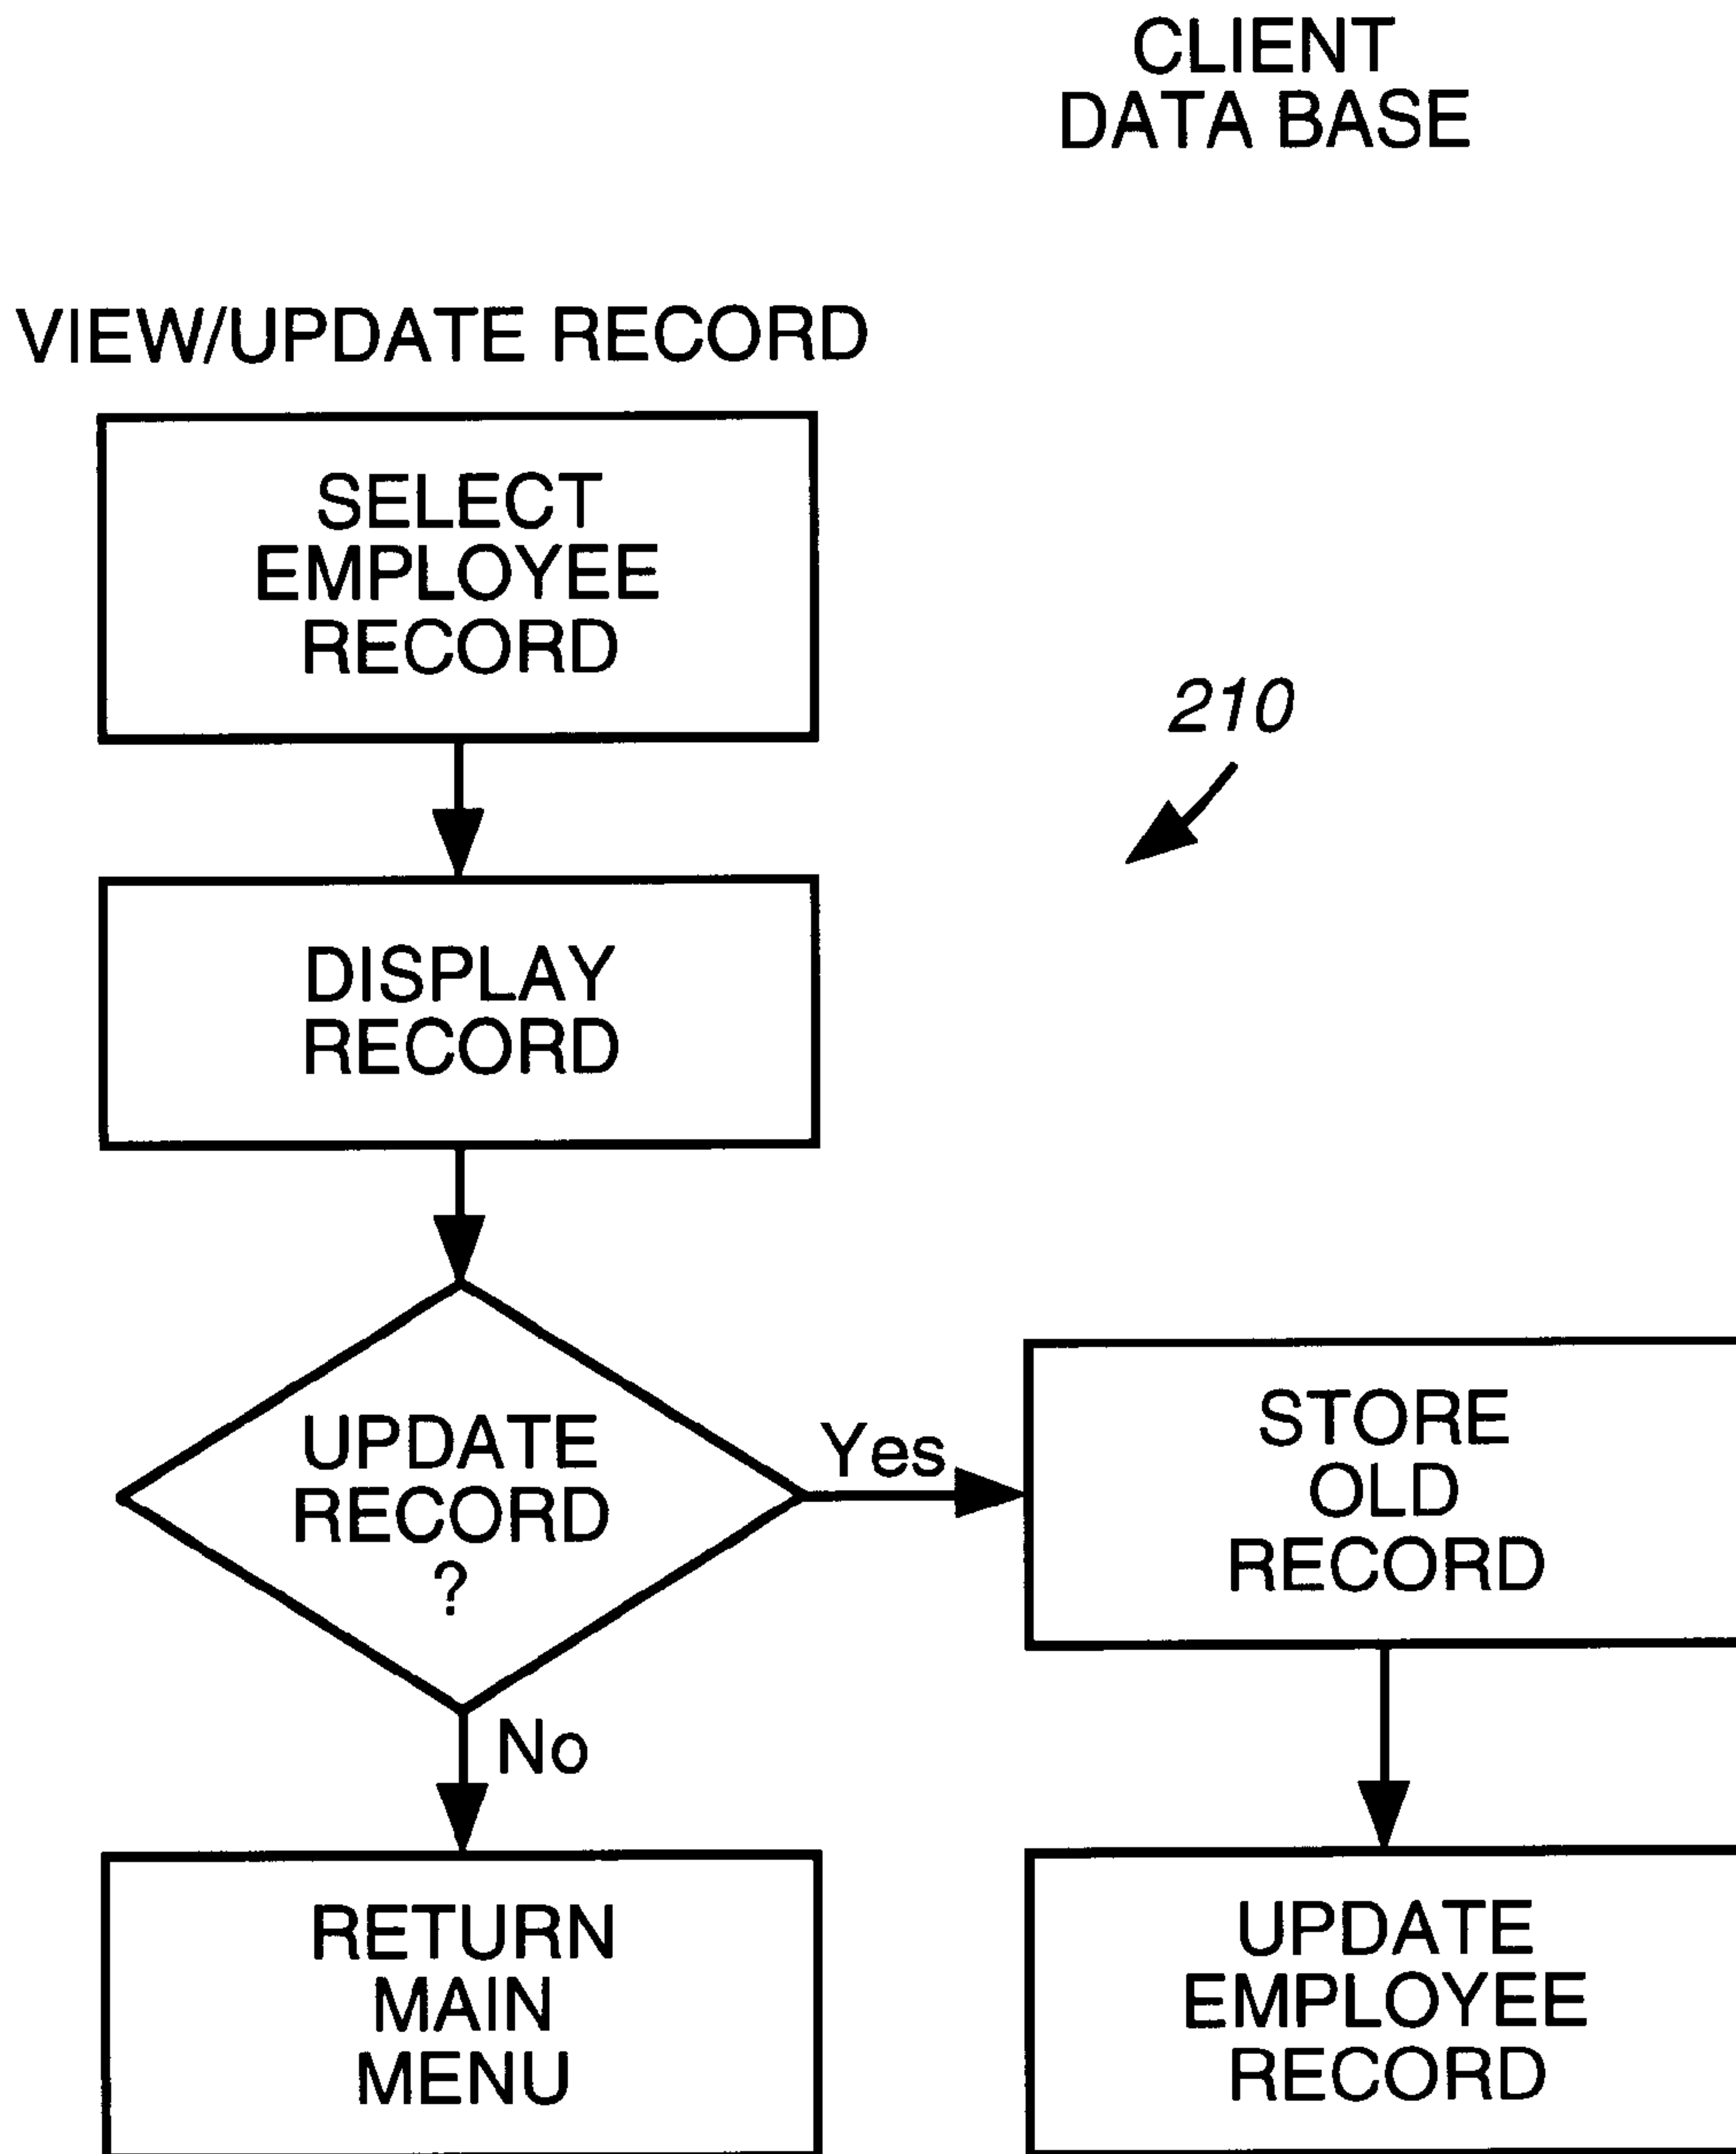 CLIENT
DATA BASE
VIEW/UPDATE RECORD
SELECT
EMPLOYEE
RECORD
210
DISPLAY
RECORD
UPDATE
RECORD
?
Yes
STORE
OLD
RECORD
No
RETURN
MAIN
MENU
UPDATE
EMPLOYEE
RECORD